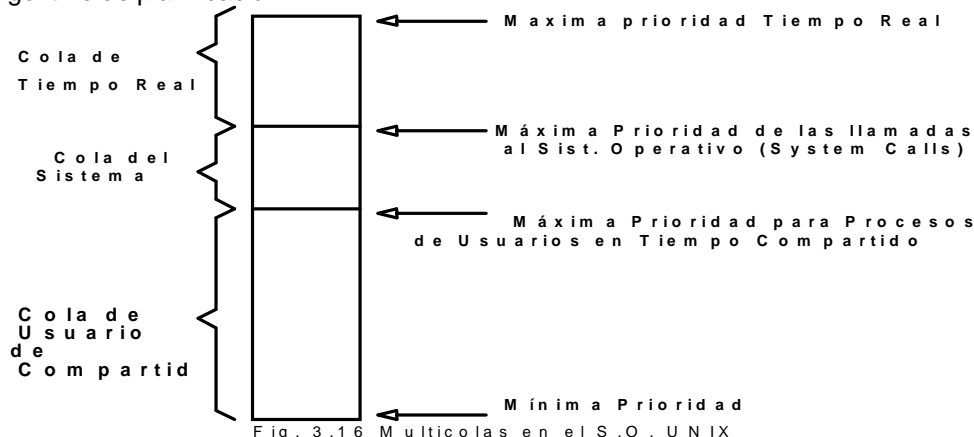 Maxima prioridad Tiempo Real
Cola de
Tiempo Real
Máxima Prioridad de las llamadas
al Sist. Operativo (System Calls)
Cola del
Sistema
Máxima Prioridad para Procesos
de Usuarios en Tiempo Compartido
Cola de
Usuario
de
Compartid
Mínima Prioridad
Fig. 3.16 Multicolas en el S.O. UNIX